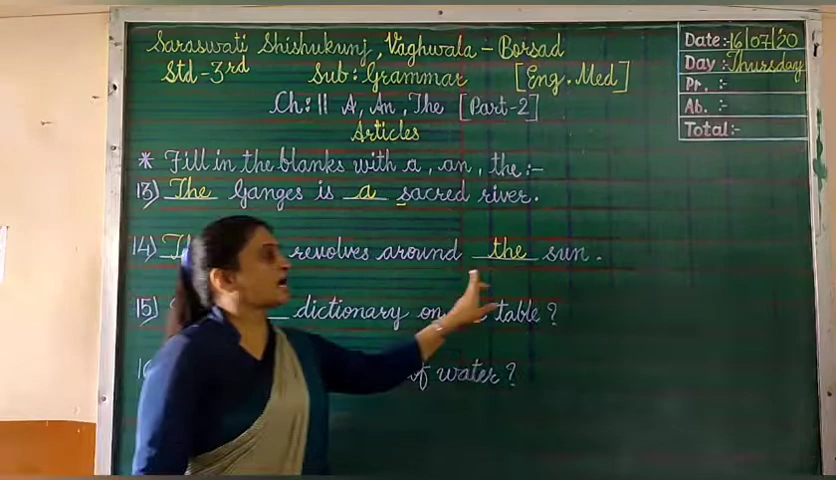 Saraswati Shishukunj, Vaghwala - Borsad
Std - 3rd Sub: Grammar [Eng. Med]
Ch: 11 A, An, The [Part-2]
Articles
Date: 16/07/20
Day: Thursday
Pr. :-
Ab. :-
Total:-
* Fill in the blanks with a, an, the :-
13) The Ganges is a sacred river.
14) revolves around the sun.
15) dictionary on table?
of water?